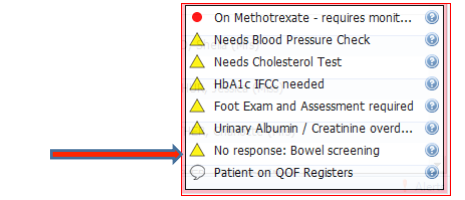 On Methotrexate - requires monit...
Needs Blood Pressure Check
Needs Cholesterol Test
HbA1c IFCC needed
Foot Exam and Assessment required
Urinary Albumin / Creatinine overd...
No response: Bowel screening
Patient on QOF Registers